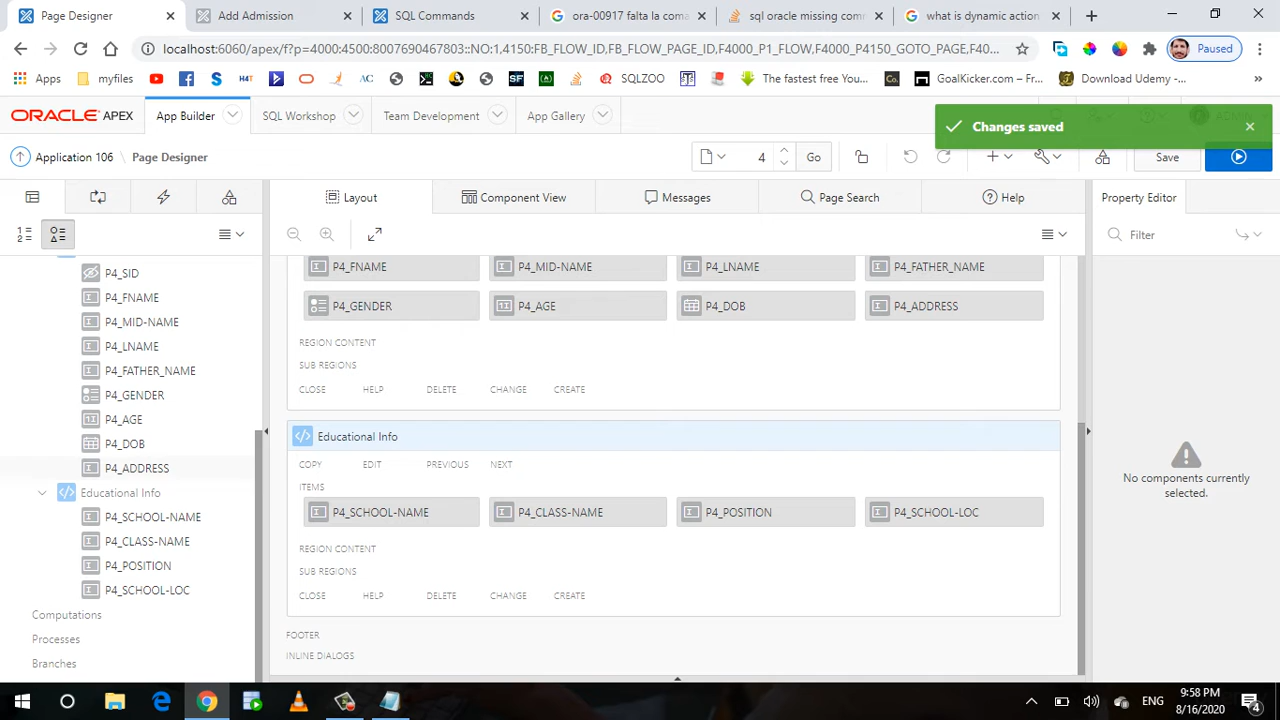 Page Designer
Add Admission
SQL Commands
ora-00917 falta la coma
sql oracle missing comm
what is dynamic action
localhost:6060/apex/f?p=4000:4500:8007690467803::NO:1,4150:FB_FLOW_ID,FB_FLOW_PAGE_ID,F4000_P1_FLOW,F4000_P4150_GOTO_PAGE,F40...
Paused
Apps
myfiles
SQLZOO
The fastest free You...
GoalKicker.com – Fr...
Download Udemy –...
ORACLE APEX
App Builder
SQL Workshop
Team Development
App Gallery
Changes saved
Application 106
Page Designer
4
Go
Save
Layout
Component View
Messages
Page Search
Help
Property Editor
Filter
P4_SID
P4_FNAME
P4_MID-NAME
P4_LNAME
P4_FATHER_NAME
P4_GENDER
P4_AGE
P4_DOB
P4_ADDRESS
Educational Info
P4_SCHOOL-NAME
P4_CLASS-NAME
P4_POSITION
P4_SCHOOL-LOC
Computations
Processes
Branches
P4_FNAME
P4_MID-NAME
P4_LNAME
P4_FATHER_NAME
P4_GENDER
P4_AGE
P4_DOB
P4_ADDRESS
REGION CONTENT
SUB REGIONS
CLOSE
HELP
DELETE
CHANGE
CREATE
Educational Info
COPY
EDIT
PREVIOUS
NEXT
ITEMS
P4_SCHOOL-NAME
P4_CLASS-NAME
P4_POSITION
P4_SCHOOL-LOC
REGION CONTENT
SUB REGIONS
CLOSE
HELP
DELETE
CHANGE
CREATE
FOOTER
INLINE DIALOGS
No components currently
selected.
ENG
9:58 PM
8/16/2020
4